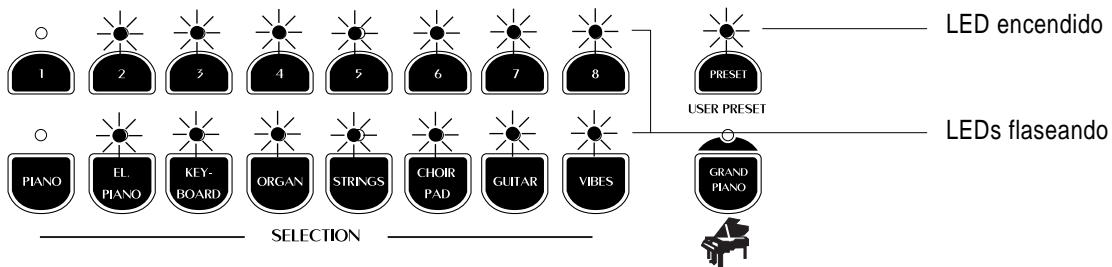 LED encendido
1 2 3 4 5 6 7 8 PRESET
USER PRESET
LEDs flaseando
PIANO EL. PIANO KEY-BOARD ORGAN STRINGS CHOIR PAD GUITAR VIBES GRAND PIANO
SELECTION